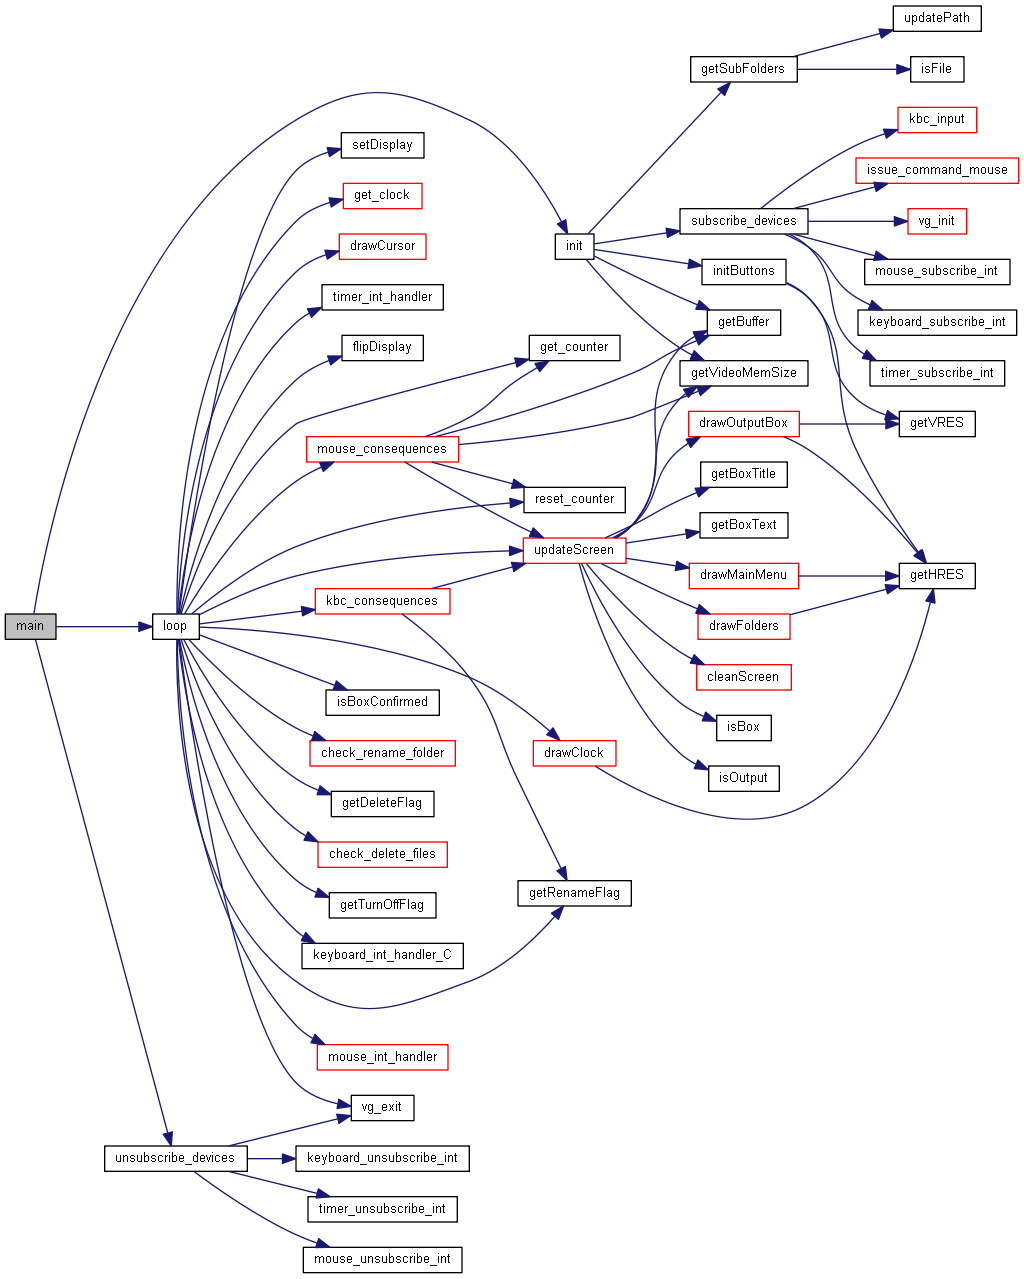 updatePath
getSubFolders
isFile
kbc_input
setDisplay
issue_command_mouse
get_clock
subscribe_devices
vg_init
drawCursor
init
initButtons
mouse_subscribe_int
timer_int_handler
getBuffer
keyboard_subscribe_int
flipDisplay
get_counter
getVideoMemSize
timer_subscribe_int
drawOutputBox
getVRES
mouse_consequences
getBoxTitle
reset_counter
getBoxText
updateScreen
drawMainMenu
getHRES
kbc_consequences
main
loop
drawFolders
cleanScreen
isBoxConfirmed
isBox
check_rename_folder
drawClock
isOutput
getDeleteFlag
check_delete_files
getRenameFlag
getTurnOffFlag
keyboard_int_handler_C
mouse_int_handler
vg_exit
unsubscribe_devices
keyboard_unsubscribe_int
timer_unsubscribe_int
mouse_unsubscribe_int